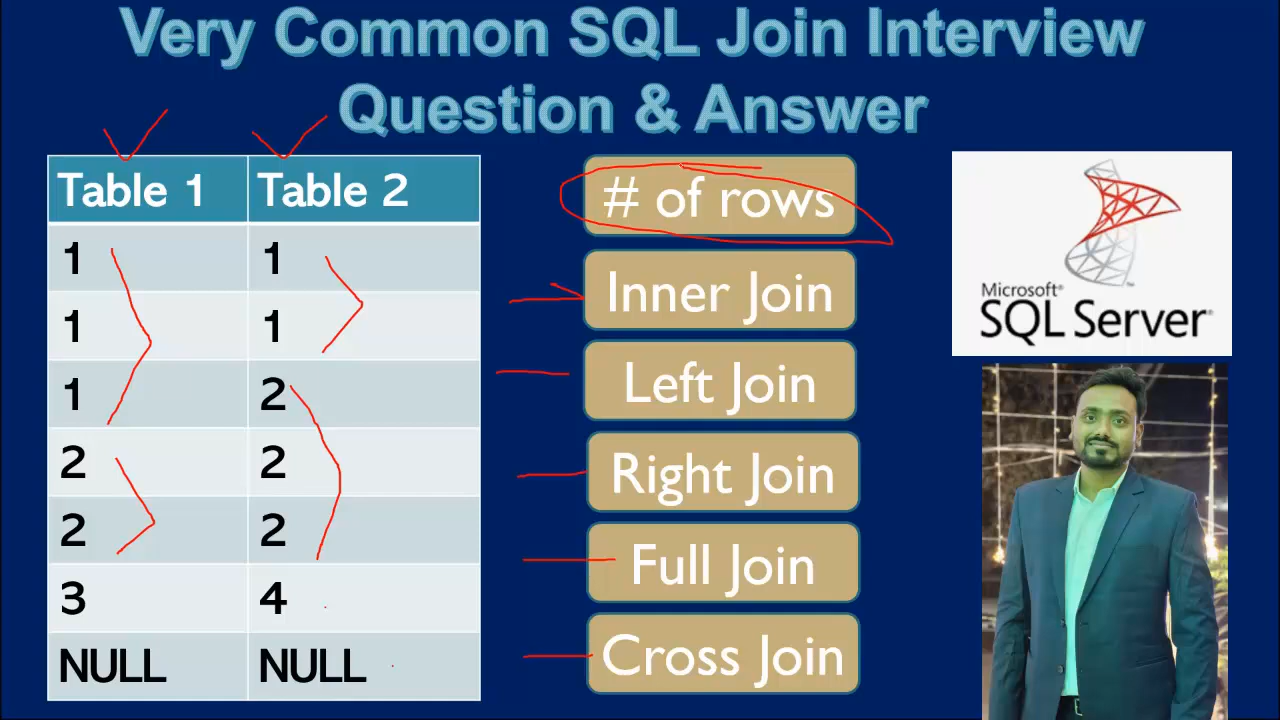 Very Common SQL Join Interview
Question & Answer
Table 1 Table 2
1 1
1 1
1 2
2 2
2 2
3 4
NULL NULL
# of rows
Inner Join
Left Join
Right Join
Full Join
Cross Join
Microsoft®
SQL Server®